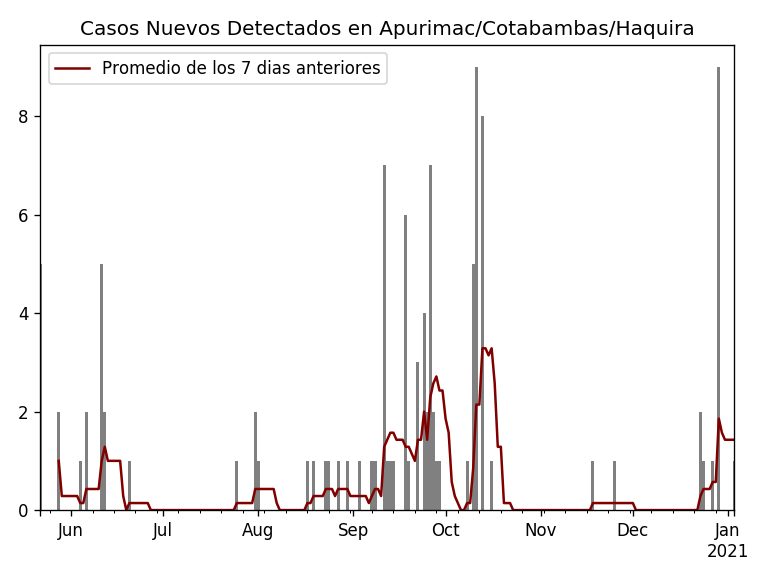 Casos Nuevos Detectados en Apurimac/Cotabambas/Haquira
Promedio de los 7 dias anteriores
8
6
4
2
0
Jun Jul Aug Sep Oct Nov Dec Jan
2021